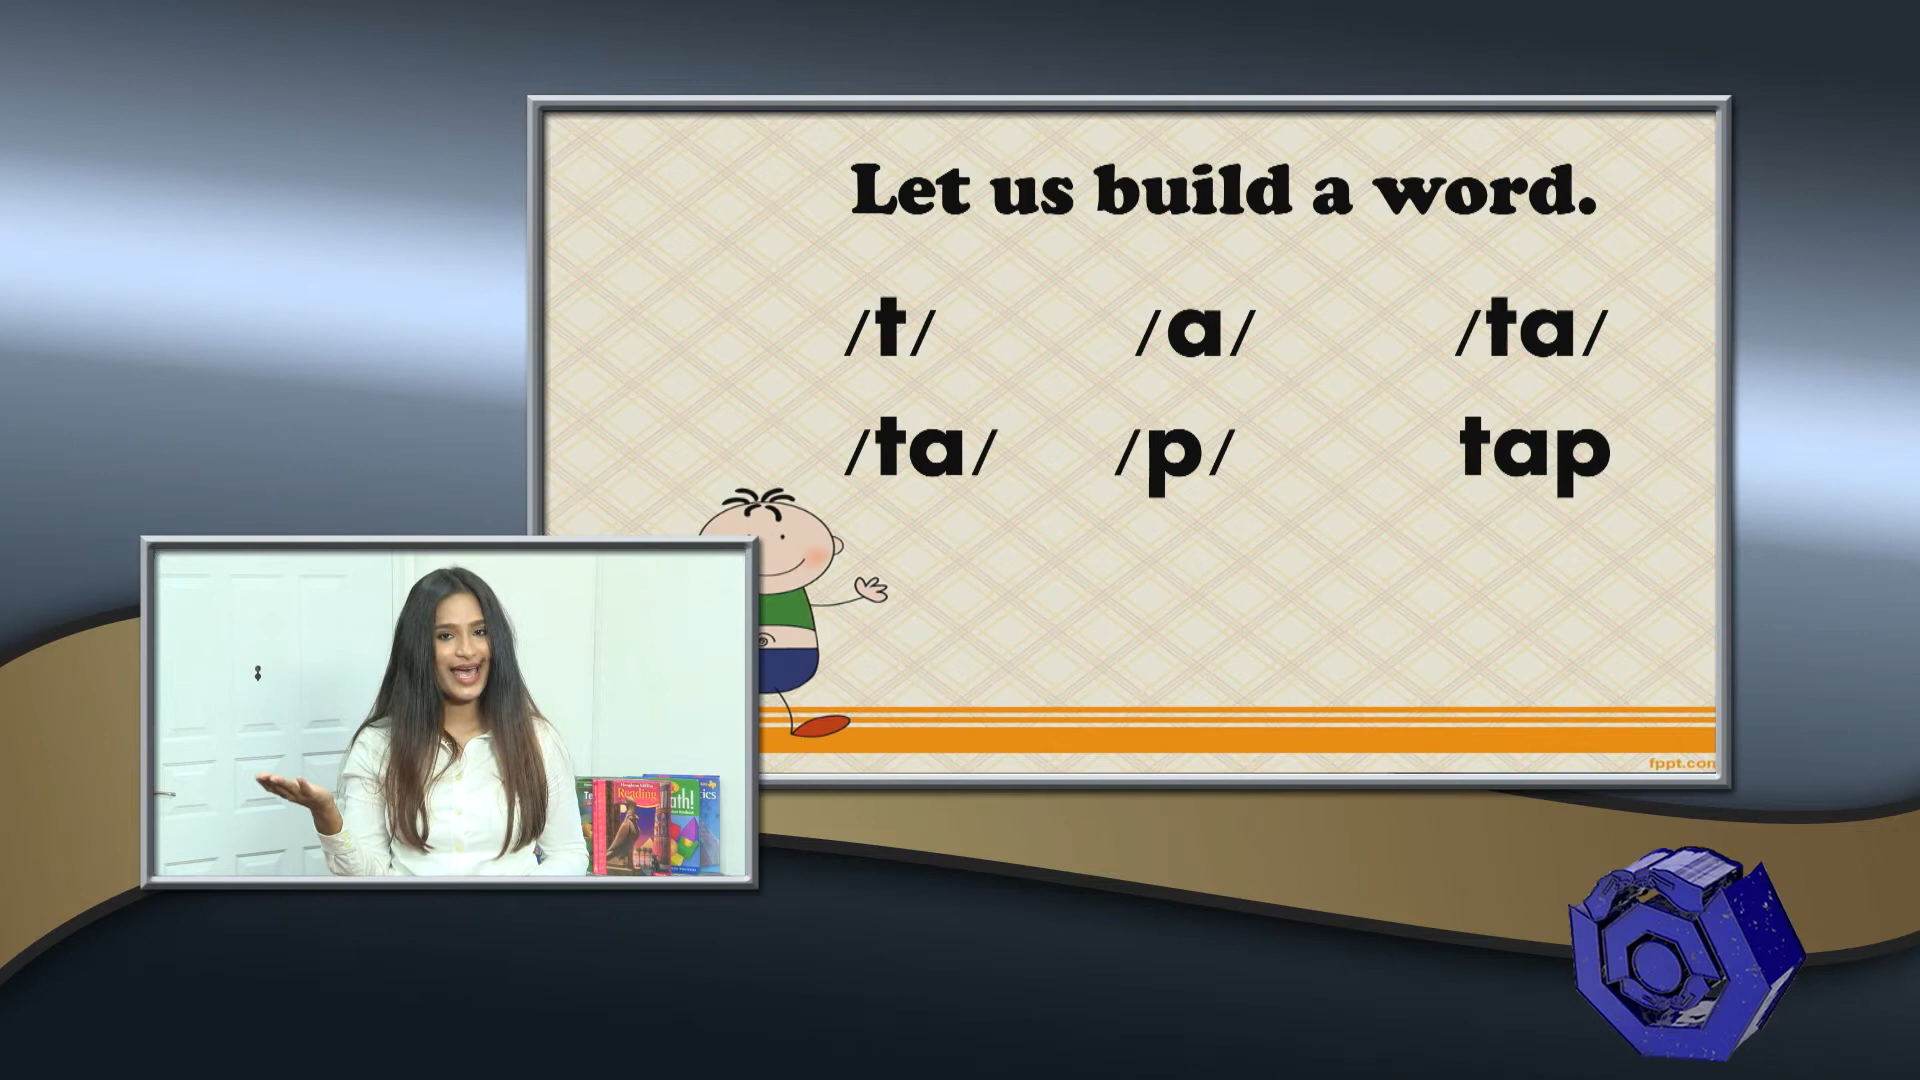 Let us build a word.
/t/ /a/ /ta/
/ta/ /p/ tap
fppt.com
Reading